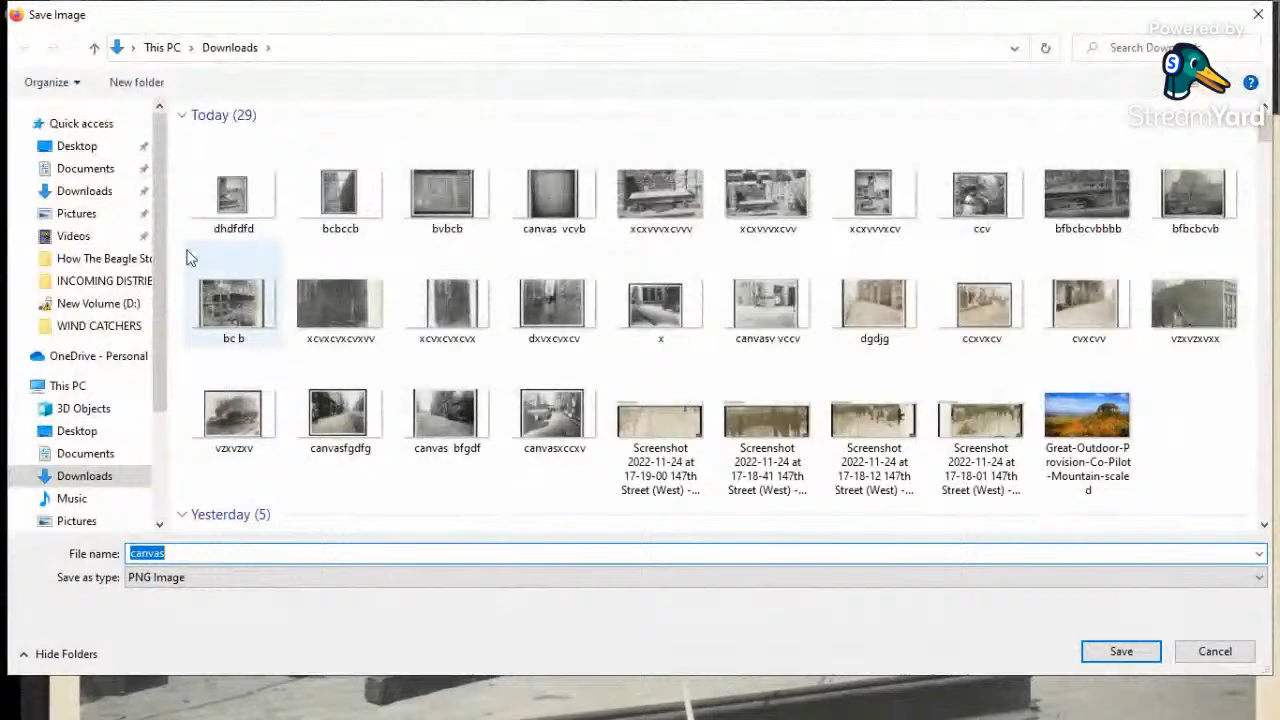 Save Image
Powered by
This PC
Downloads
StreamYard
Organize
New folder
Today (29)
Quick access
Desktop
Documents
Downloads
Pictures
Videos
How The Beagle Sto
INCOMING DISTRIE
New Volume (D:)
WIND CATCHERS
OneDrive - Personal
This PC
3D Objects
Desktop
Documents
Downloads
Music
Pictures
dhdfdfd
bcbccb
bvbcb
canvas vcvb
xcxvvvxcvvv
xcxvvvxcvv
xcxvvvxcv
ccv
bfbcbcvbbbb
bfbcbcvb
bc b
xcvxcvxcvxvv
xcvxcvxcvx
dxvxcvxcv
x
canvasv vccv
dgdjg
ccxvxcv
cvxcvv
vzxvzxvxx
vzxvzxv
canvasfgdfg
canvas bfgdf
canvasxccxv
Screenshot
2022-11-24 at
17-19-00 147th
Street (West) -...
Screenshot
2022-11-24 at
17-18-41 147th
Street (West) -...
Screenshot
2022-11-24 at
17-18-12 147th
Street (West) -...
Screenshot
2022-11-24 at
17-18-01 147th
Street (West) -...
Great-Outdoor-P
rovision-Co-Pilot
-Mountain-scale
d
Yesterday (5)
File name: canvas
Save as type: PNG Image
Hide Folders
Save
Cancel